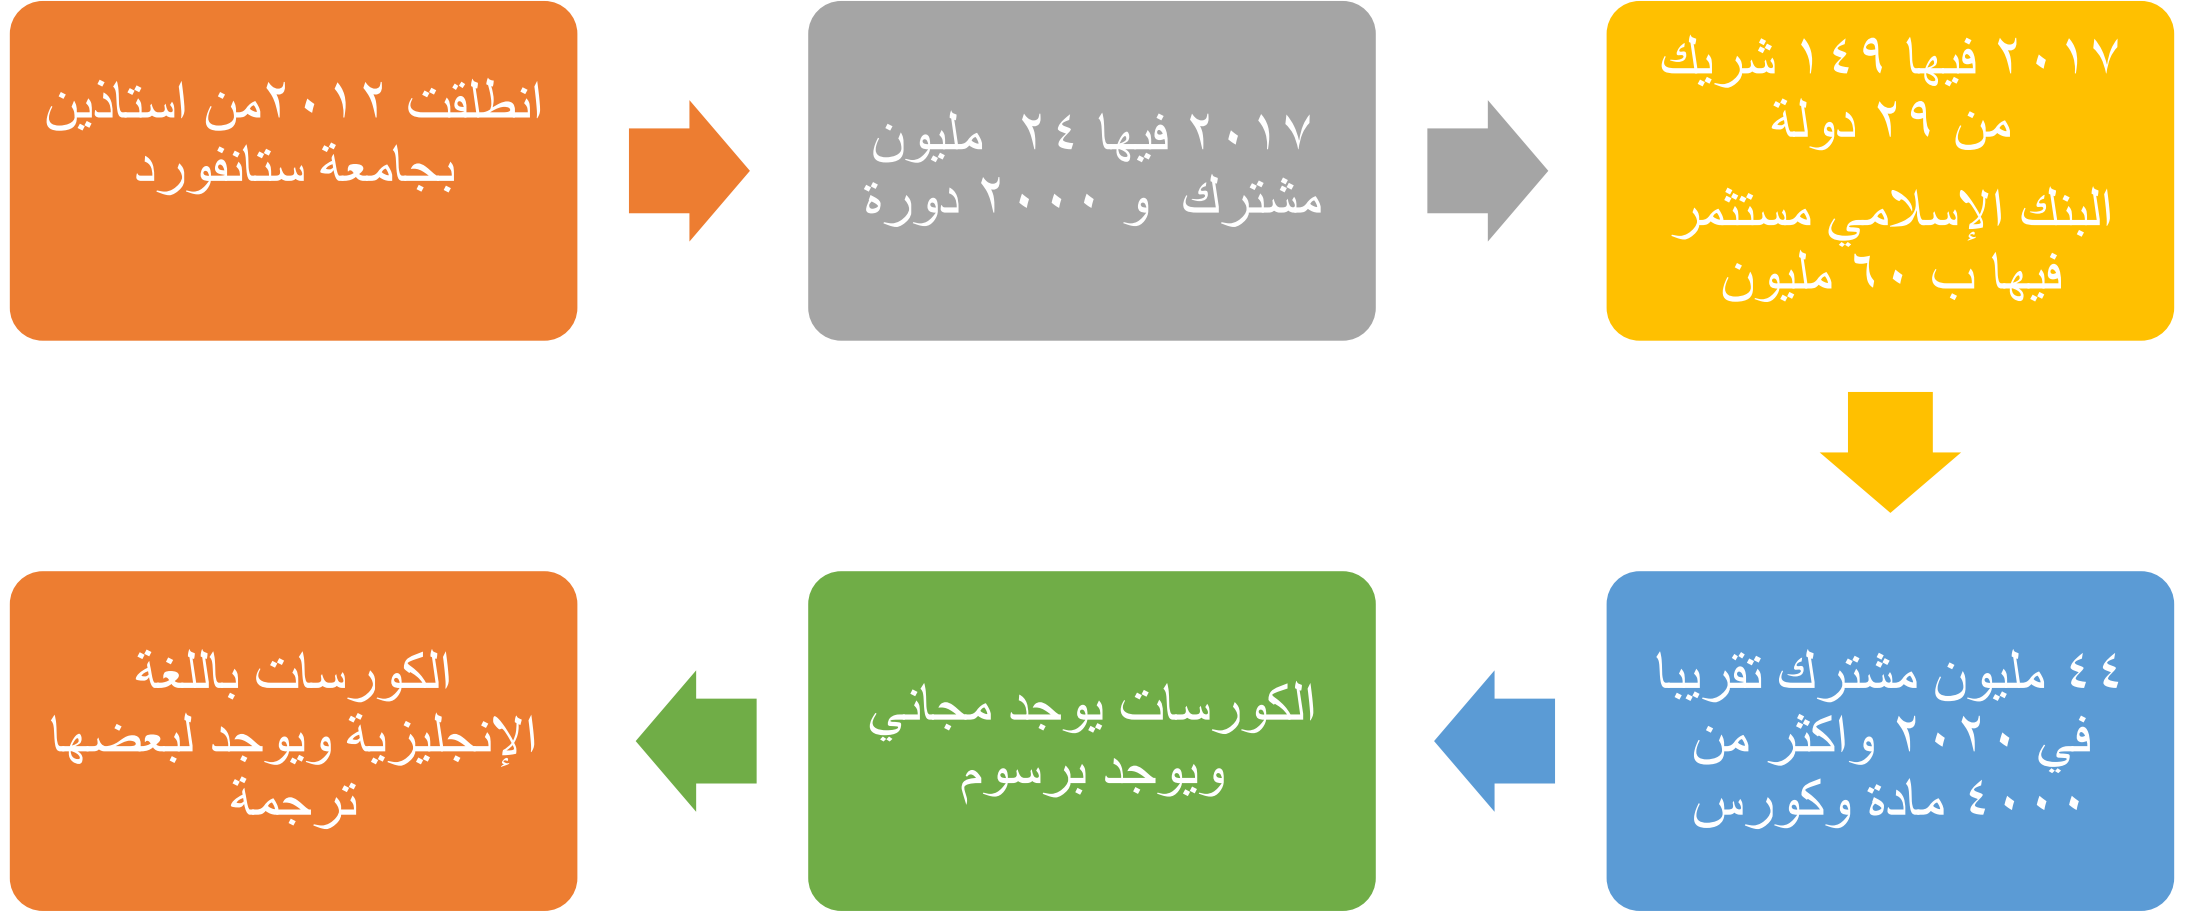 انطلقت ٢٠١٢من استاذين
بجامعة ستانفورد
٢٠١٧ فيها ٢٤ مليون
مشترك و ٢٠٠٠ دورة
٢٠١٧ فيها ١٤٩ شريك
من ٢٩ دولة
البنك الإسلامي مستثمر
فيها ب ٦٠ مليون
٤٤ مليون مشترك تقريبا
في ٢٠٢٠ واكثر من
٤٠٠٠ مادة وكورس
الكورسات يوجد مجاني
ويوجد برسوم
الكورسات باللغة
الإنجليزية ويوجد لبعضها
ترجمة